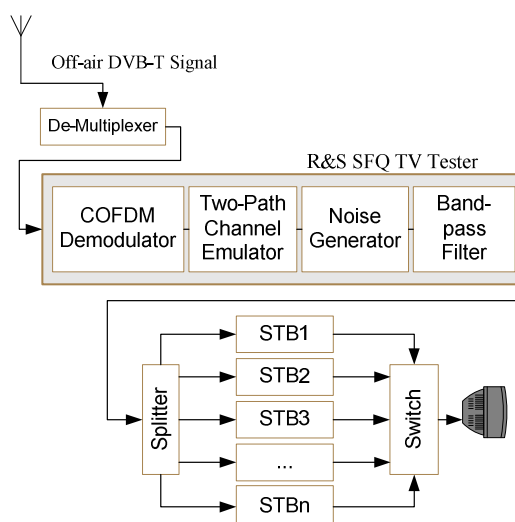 Off-air DVB-T Signal
De-Multiplexer
R&S SFQ TV Tester
COFDM
Demodulator
Two-Path
Channel
Emulator
Noise
Generator
Band-
pass
Filter
Splitter
STB1
STB2
STB3
...
STBn
Switch